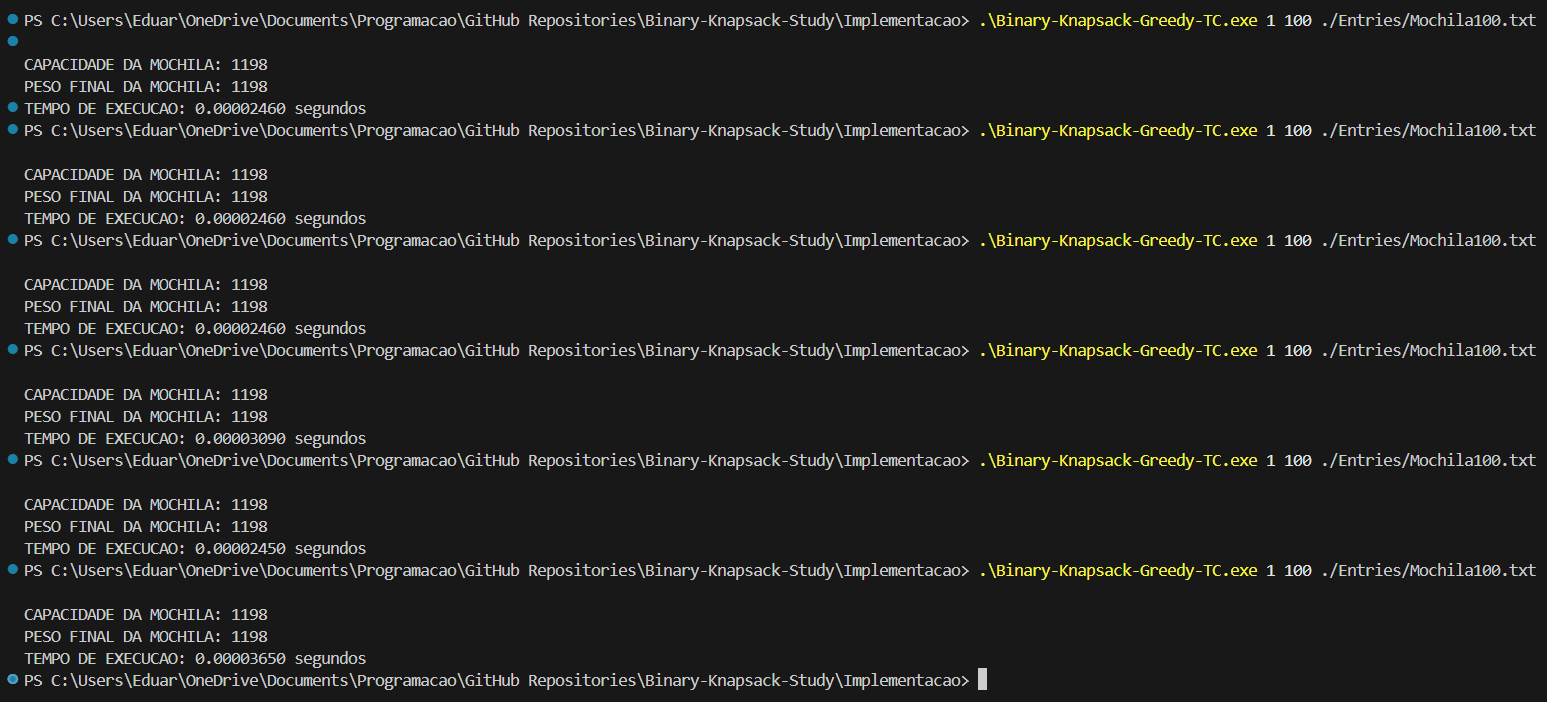 PS C:\Users\Eduar\OneDrive\Documents\Programacao\GitHub Repositories\Binary-Knapsack-Study\Implementacao> .\Binary-Knapsack-Greedy-TC.exe 1 100 ./Entries/Mochila100.txt
CAPACIDADE DA MOCHILA: 1198
PESO FINAL DA MOCHILA: 1198
TEMPO DE EXECUCAO: 0.00002460 segundos
PS C:\Users\Eduar\OneDrive\Documents\Programacao\GitHub Repositories\Binary-Knapsack-Study\Implementacao> .\Binary-Knapsack-Greedy-TC.exe 1 100 ./Entries/Mochila100.txt
CAPACIDADE DA MOCHILA: 1198
PESO FINAL DA MOCHILA: 1198
TEMPO DE EXECUCAO: 0.00002460 segundos
PS C:\Users\Eduar\OneDrive\Documents\Programacao\GitHub Repositories\Binary-Knapsack-Study\Implementacao> .\Binary-Knapsack-Greedy-TC.exe 1 100 ./Entries/Mochila100.txt
CAPACIDADE DA MOCHILA: 1198
PESO FINAL DA MOCHILA: 1198
TEMPO DE EXECUCAO: 0.00002460 segundos
PS C:\Users\Eduar\OneDrive\Documents\Programacao\GitHub Repositories\Binary-Knapsack-Study\Implementacao> .\Binary-Knapsack-Greedy-TC.exe 1 100 ./Entries/Mochila100.txt
CAPACIDADE DA MOCHILA: 1198
PESO FINAL DA MOCHILA: 1198
TEMPO DE EXECUCAO: 0.00003090 segundos
PS C:\Users\Eduar\OneDrive\Documents\Programacao\GitHub Repositories\Binary-Knapsack-Study\Implementacao> .\Binary-Knapsack-Greedy-TC.exe 1 100 ./Entries/Mochila100.txt
CAPACIDADE DA MOCHILA: 1198
PESO FINAL DA MOCHILA: 1198
TEMPO DE EXECUCAO: 0.00002450 segundos
PS C:\Users\Eduar\OneDrive\Documents\Programacao\GitHub Repositories\Binary-Knapsack-Study\Implementacao> .\Binary-Knapsack-Greedy-TC.exe 1 100 ./Entries/Mochila100.txt
CAPACIDADE DA MOCHILA: 1198
PESO FINAL DA MOCHILA: 1198
TEMPO DE EXECUCAO: 0.00003650 segundos
PS C:\Users\Eduar\OneDrive\Documents\Programacao\GitHub Repositories\Binary-Knapsack-Study\Implementacao>